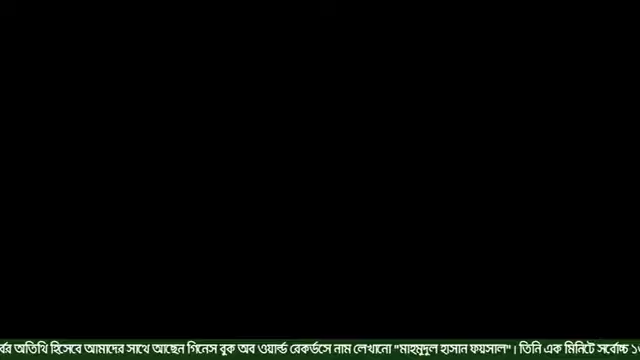 অতিথি হিসেবে আমাদের সাথে আছেন গিনেস বুক অব ওয়ার্ল্ড রেকর্ডসে নাম লেখানো "মাহমুদুল হাসান ফয়সাল"। তিনি এক মিনিটে সর্বোচ্চ